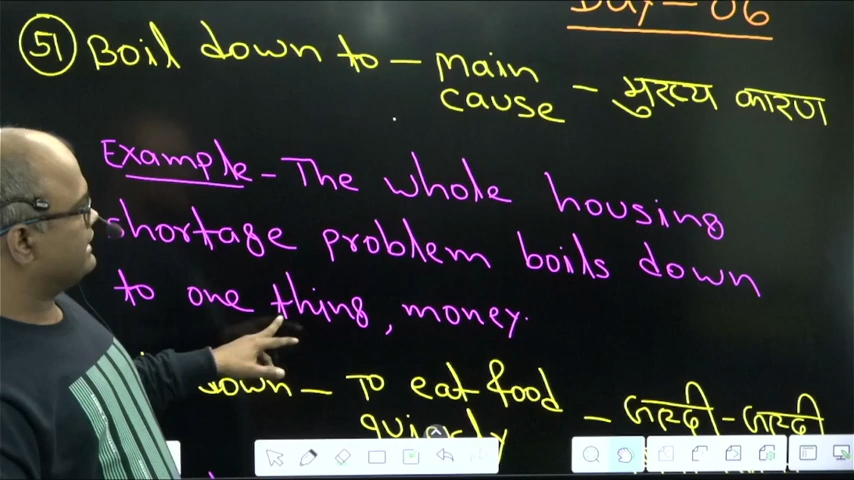 Day - 06
51 Boil down to - main cause - मुख्य कारण
Example - The whole housing
shortage problem boils down
to one thing, money.
down - To eat food
quickly - जल्दी - जल्दी